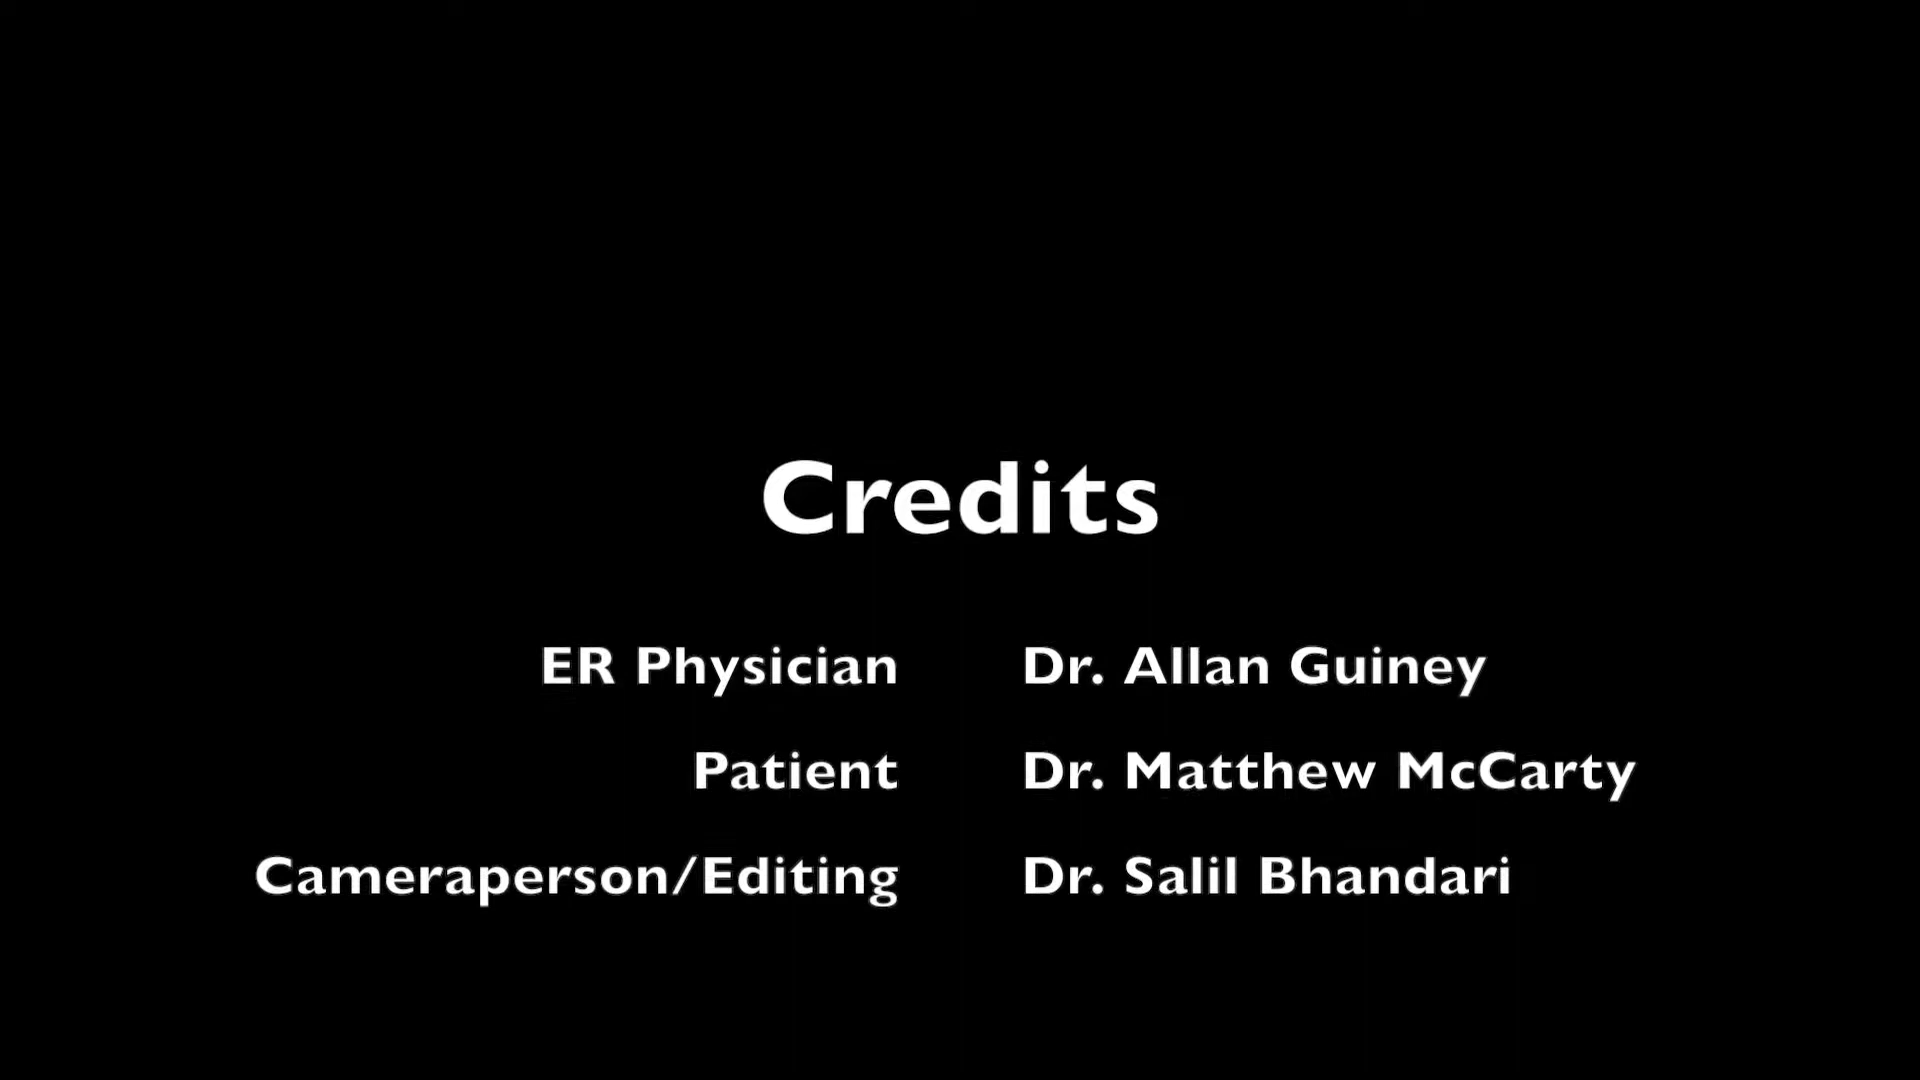 Credits
ER Physician Dr. Allan Guiney
Patient Dr. Matthew McCarty
Cameraperson/Editing Dr. Salil Bhandari